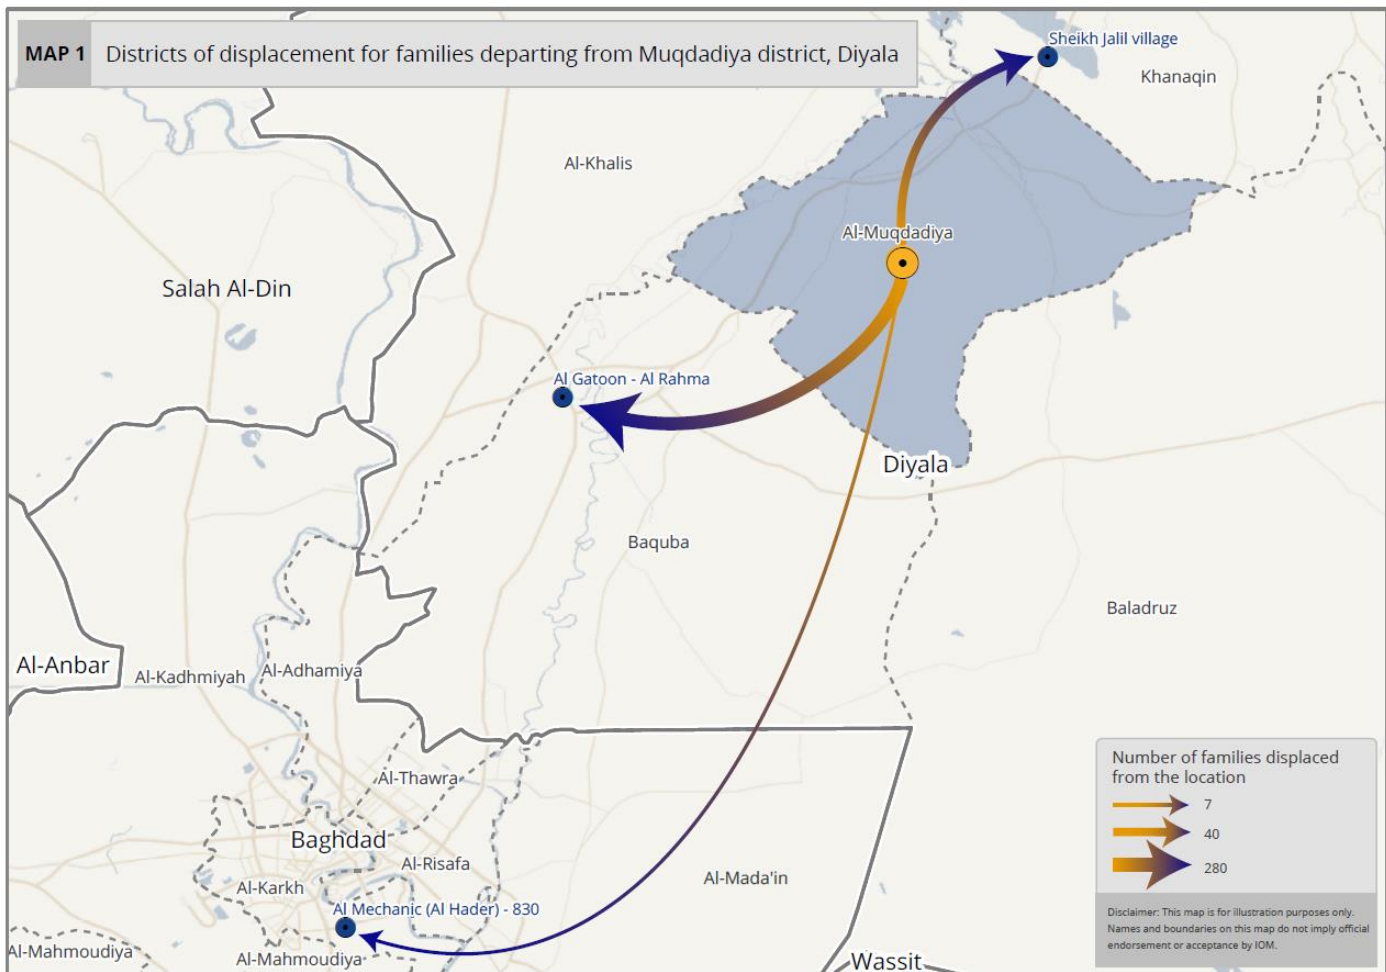 MAP 1
Districts of displacement for families departing from Muqdadiya district, Diyala
Sheikh Jalil village
Khanaqin
Al-Khalis
Al-Muqdadiya
Salah Al-Din
Al Gatoon - Al Rahma
Diyala
Baquba
Baladruz
Al-Anbar
Al-Kadhmiyah
Al-Adhamiya
Al-Thawra
Baghdad
Al-Risafa
Al-Karkh
Al-Mada'in
Al Mechanic (Al Hader) - 830
Al-Mahmoudiya
Al-Mahmoudiya
Wassit
Number of families displaced
from the location
7
40
280
Disclaimer: This map is for illustration purposes only.
Names and boundaries on this map do not imply official
endorsement or acceptance by IOM.